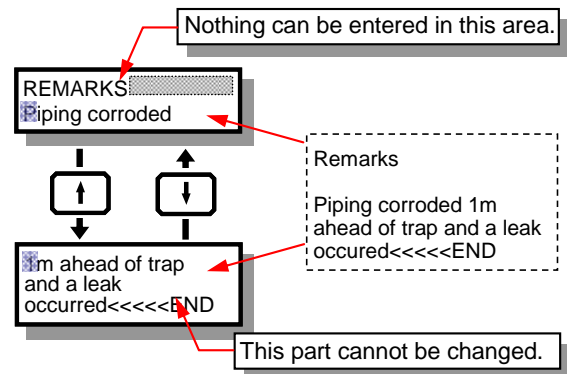 Nothing can be entered in this area.
REMARKS
Piping corroded
Remarks
Piping corroded 1m
ahead of trap and a leak
occured<<<<<END
1m ahead of trap
and a leak
occurred<<<<<END
This part cannot be changed.